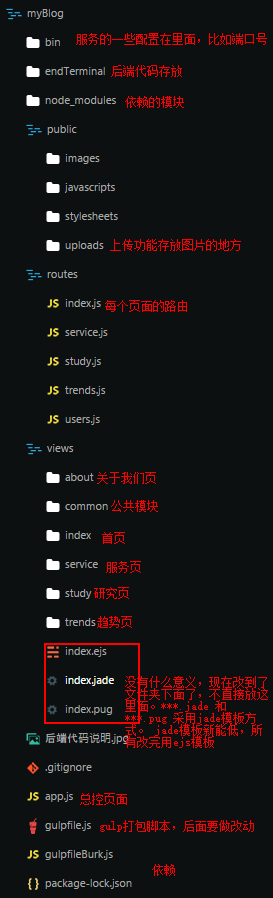 myBlog
bin 服务的一些配置在里面，比如端口号
endTerminal 后端代码存放
node_modules 依赖的模块
public
images
javascripts
stylesheets
uploads 上传功能存放图片的地方
routes
index.js 每个页面的路由
service.js
study.js
trends.js
users.js
views
about 关于我们页
common 公共模块
index 首页
service 服务页
study 研究页
trends 趋势页
index.ejs
index.jade 没有什么意义，现在改到了
文件夹下面了，不直接放这
index.pug 里面。***.jade 和
***.pug 采用jade模板方
式。 jade模板新能低，所
后端代码说明.jpg 有改完用ejs模板
.gitignore
app.js 总控页面
gulpfile.js gulp打包脚本，后面要做改动
gulpfileBurk.js
依赖
package-lock.json